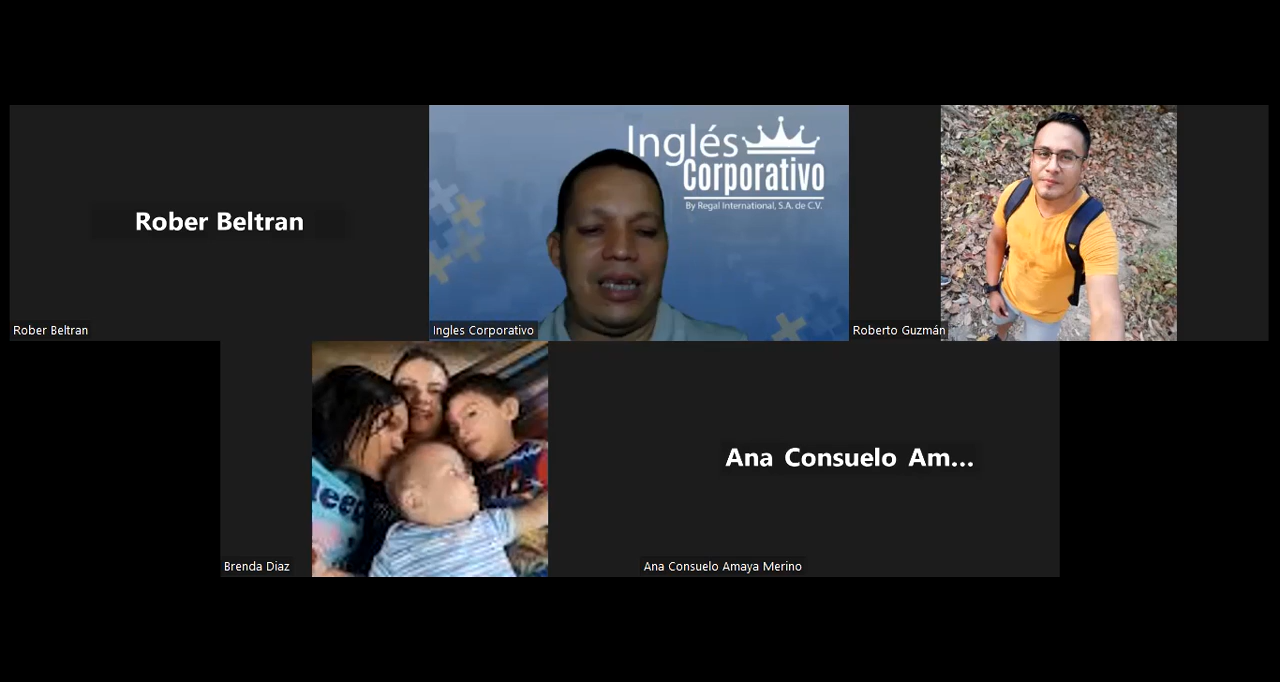 Rober Beltran
Rober Beltran
Inglés
Corporativo
By Regal International, S.A. de C.V.
Ingles Corporativo
Roberto Guzmán
Brenda Diaz
Ana Consuelo Am...
Ana Consuelo Amaya Merino